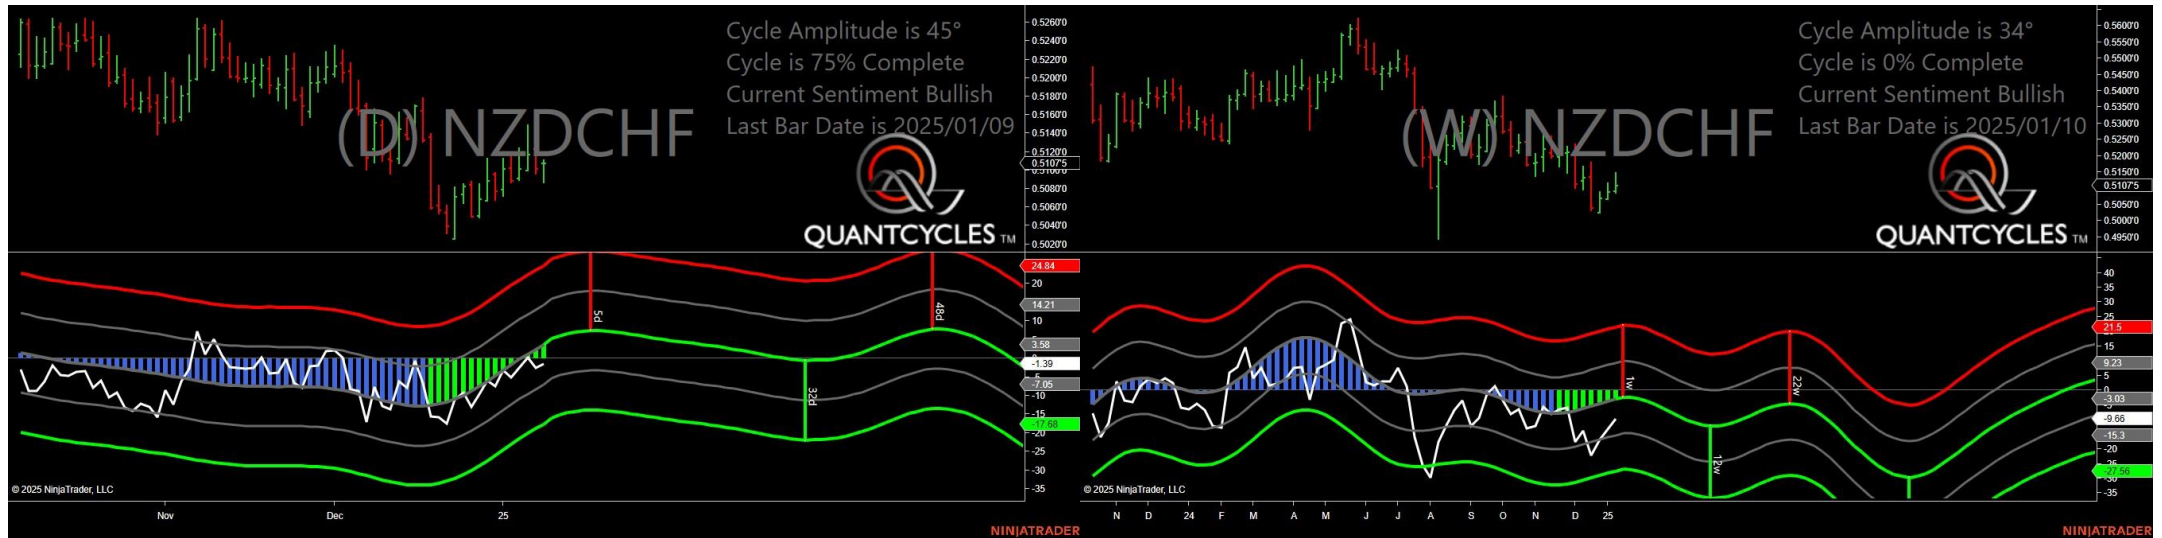 Cycle Amplitude is 45°
Cycle is 75% Complete
Current Sentiment Bullish
Last Bar Date is 2025/01/09
(D) NZDCHF
QUANTCYCLES TM
0.5260'0
0.5240'0
0.5220'0
0.5200'0
0.5180'0
0.5160'0
0.5140'0
0.5120'0
0.5107'5
0.5100'0
0.5080'0
0.5060'0
0.5040'0
0.5020'0
24.84
20
14.21
10
3.58
-1.39
-7.05
-10
-15
-17.68
-20
-25
-30
-35
5d
32d
48d
© 2025 NinjaTrader, LLC
Nov
Dec
25
NINJATRADER
Cycle Amplitude is 34°
Cycle is 0% Complete
Current Sentiment Bullish
Last Bar Date is 2025/01/10
(W) NZDCHF
QUANTCYCLES TM
0.5600'0
0.5550'0
0.5500'0
0.5450'0
0.5400'0
0.5350'0
0.5300'0
0.5250'0
0.5200'0
0.5150'0
0.5107'5
0.5050'0
0.5000'0
0.4950'0
40
35
30
25
21.5
15
9.23
5
0
-3.03
-9.66
-15.3
-20
-27.56
-30
-35
1w
12w
22w
© 2025 NinjaTrader, LLC
N D 24 F M A M J J A S O N D 25
NINJATRADER